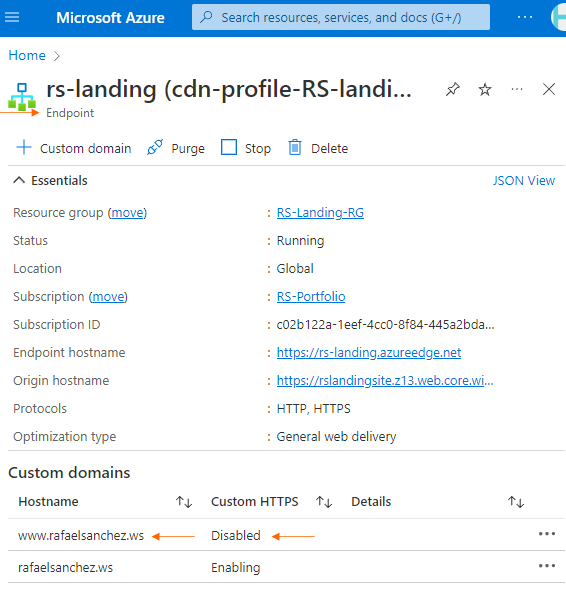 Microsoft Azure
Search resources, services, and docs (G+/)
Home
rs-landing (cdn-profile-RS-landi...
Endpoint
Custom domain Purge Stop Delete
Essentials JSON View
Resource group (move) : RS-Landing-RG
Status : Running
Location : Global
Subscription (move) : RS-Portfolio
Subscription ID : c02b122a-1eef-4cc0-8f84-445a2bda...
Endpoint hostname : https://rs-landing.azureedge.net
Origin hostname : https://rslandingsite.z13.web.core.wi...
Protocols : HTTP, HTTPS
Optimization type : General web delivery
Custom domains
Hostname Custom HTTPS Details
www.rafaelsanchez.ws Disabled
rafaelsanchez.ws Enabling